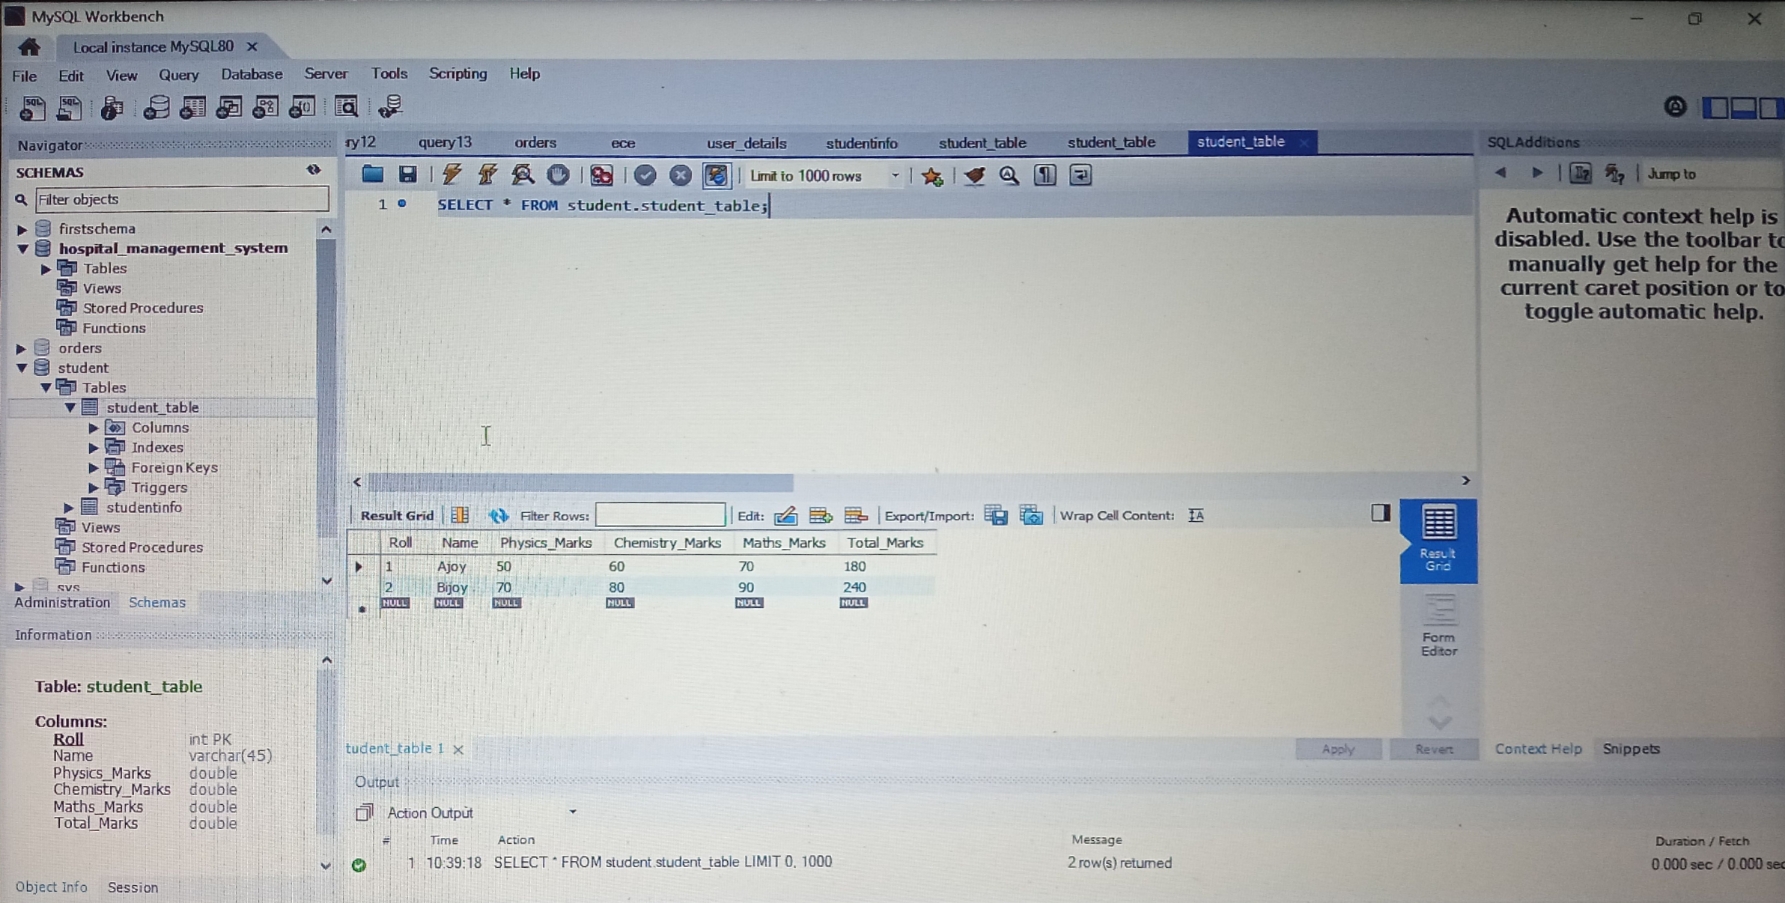 MySQL Workbench
Local instance MySQL80
File Edit View Query Database Server Tools Scripting Help
Navigator
SCHEMAS
Filter objects
firstschema
hospital_management_system
Tables
Views
Stored Procedures
Functions
orders
student
Tables
student_table
Columns
Indexes
Foreign Keys
Triggers
studentinfo
Views
Stored Procedures
Functions
sys
Administration Schemas
Information
Table: student_table
Columns:
Roll int PK
Name varchar(45)
Physics_Marks double
Chemistry_Marks double
Maths_Marks double
Total_Marks double
Object Info Session
ry12 query13 orders ece user_details studentinfo student_table student_table student_table
Limit to 1000 rows
1 SELECT * FROM student.student_table;
Result Grid Filter Rows: Edit: Export/Import: Wrap Cell Content:
Roll Name Physics_Marks Chemistry_Marks Maths_Marks Total_Marks
1 Ajoy 50 60 70 180
2 Bijoy 70 80 90 240
NULL NULL NULL NULL NULL NULL
Result
Grid
Form
Editor
tudent_table 1
Apply Revert
Output
Action Output
# Time Action Message Duration / Fetch
1 10:39:18 SELECT * FROM student.student_table LIMIT 0, 1000 2 row(s) returned 0.000 sec / 0.000 sec
SQLAdditions
Jump to
Automatic context help is
disabled. Use the toolbar to
manually get help for the
current caret position or to
toggle automatic help.
Context Help Snippets